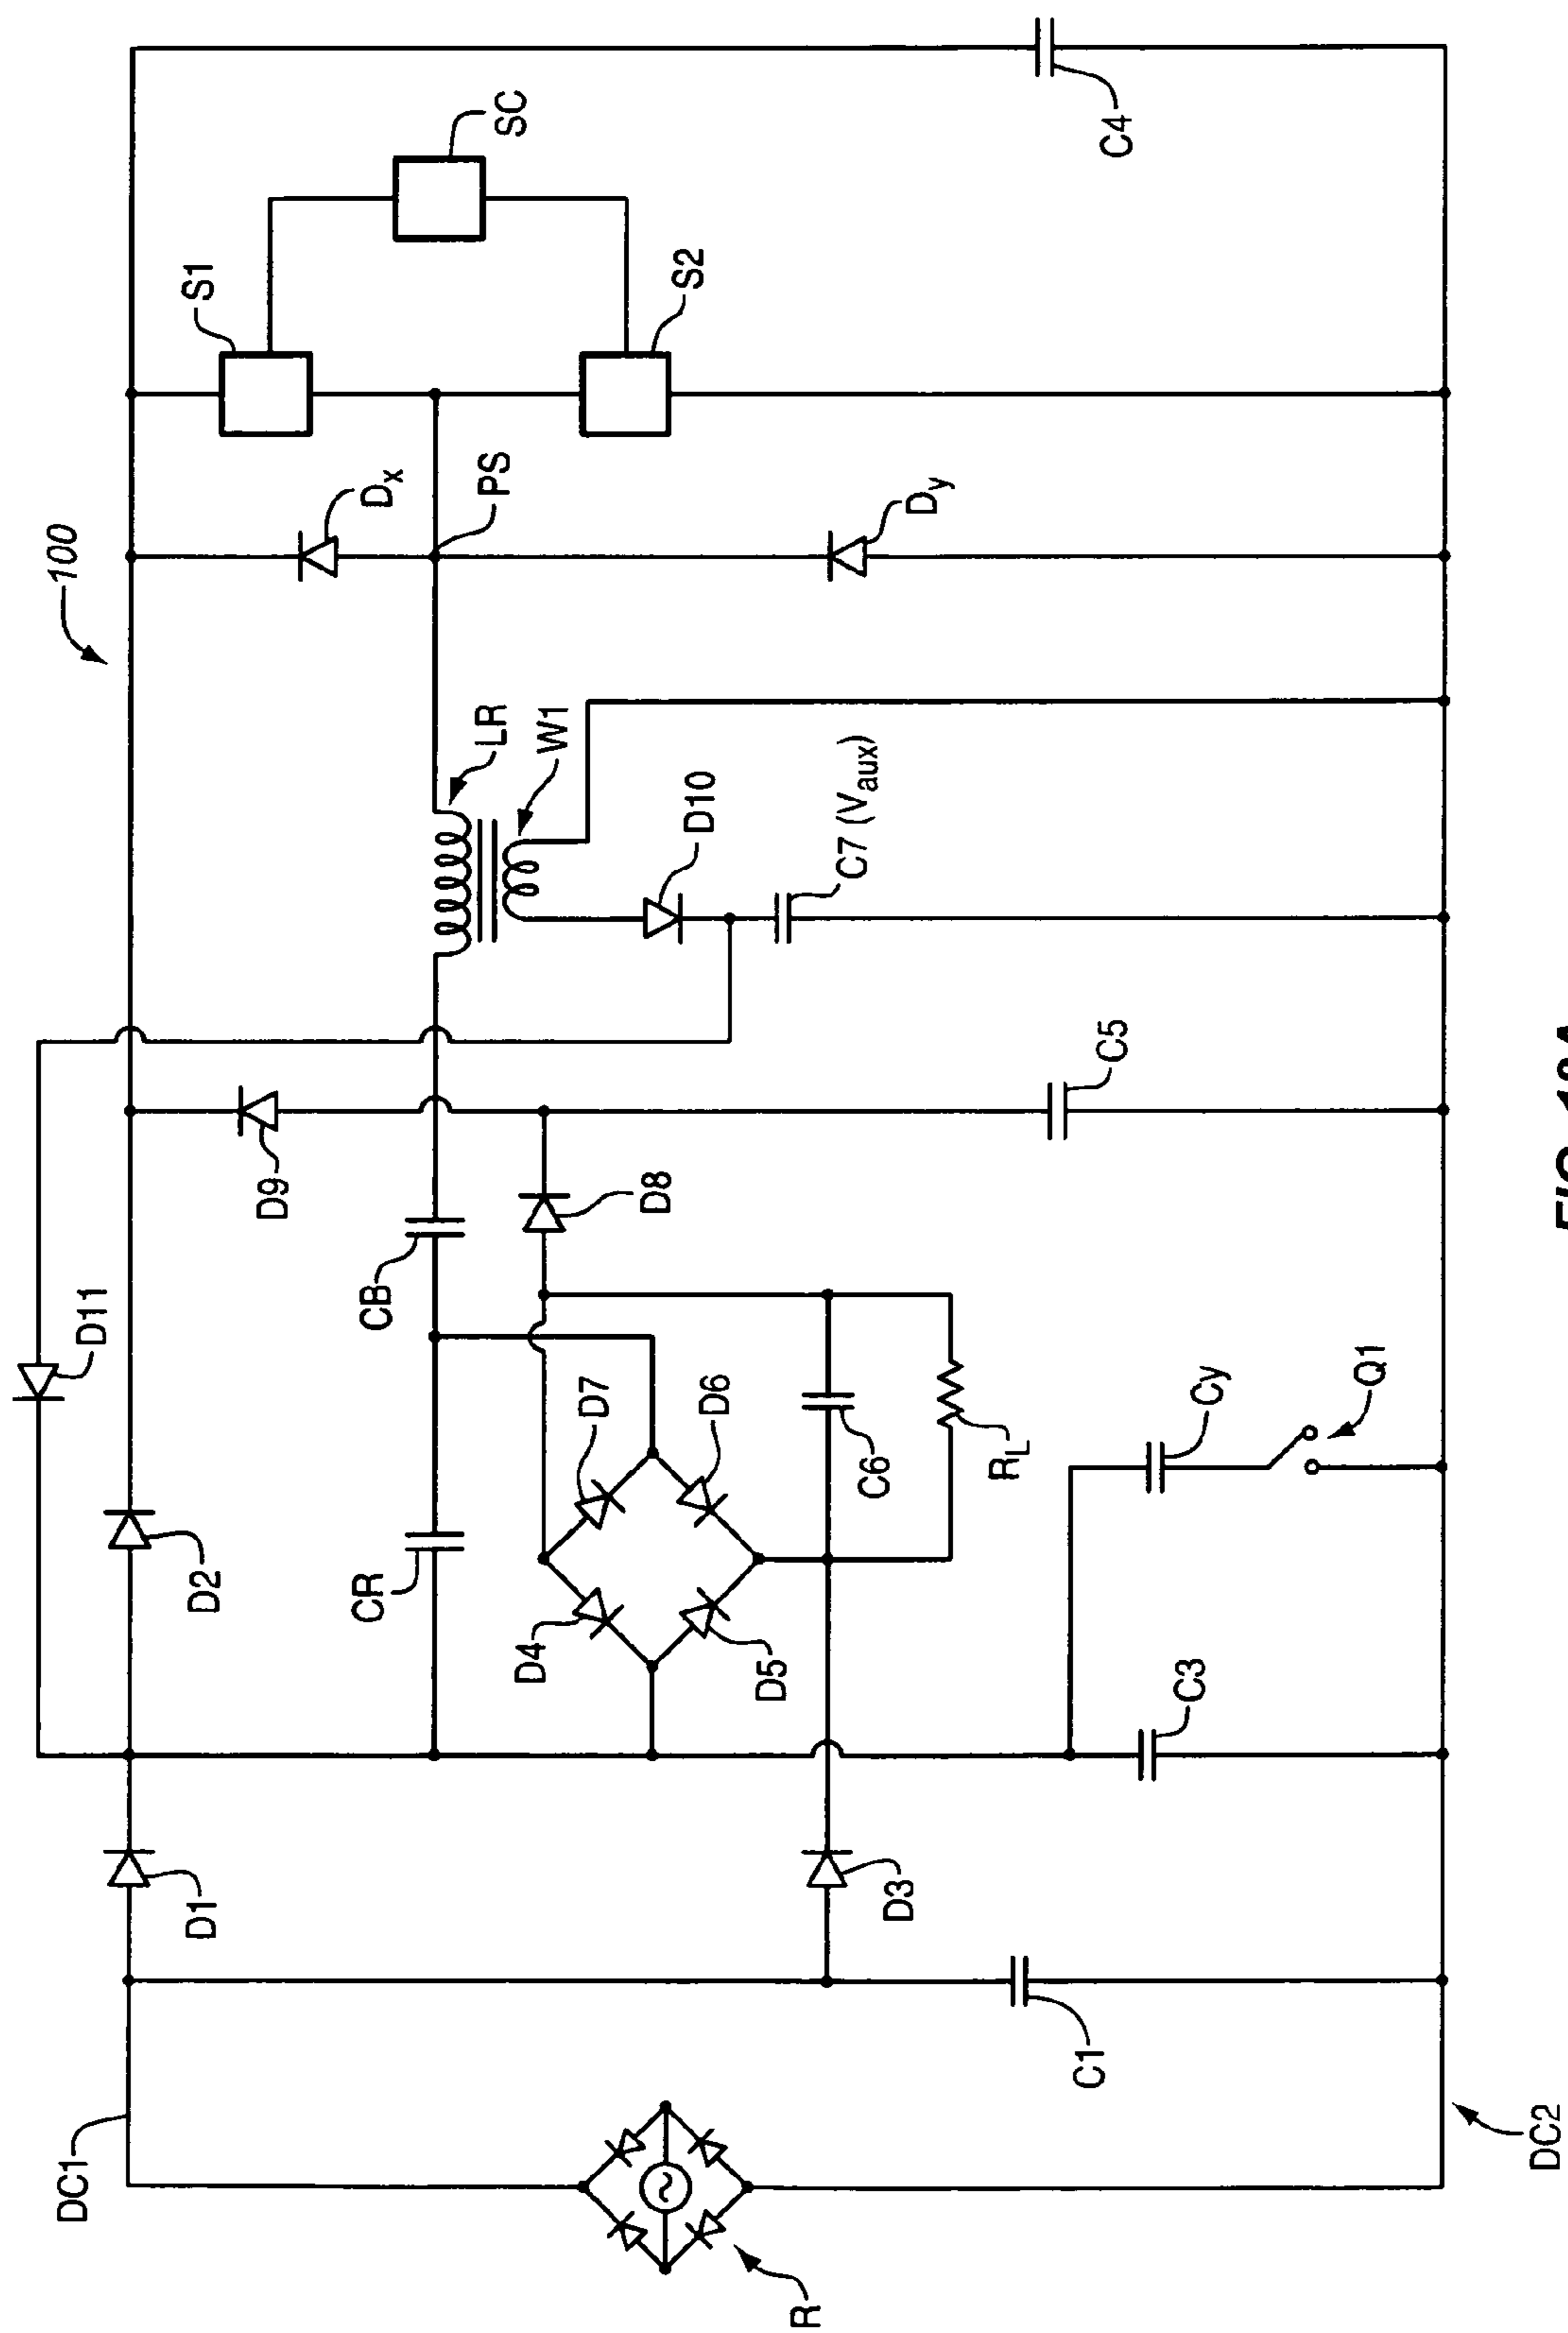 100
DC1
D11
D1
D2
S1
D9
CR
CB
Dx
LR
PS
SC
D4
D7
W1
D8
D10
S2
D5
D6
R
D3
C6
C7 (Vaux)
Dy
RL
C1
C5
C4
C3
Cy
Q1
DC2